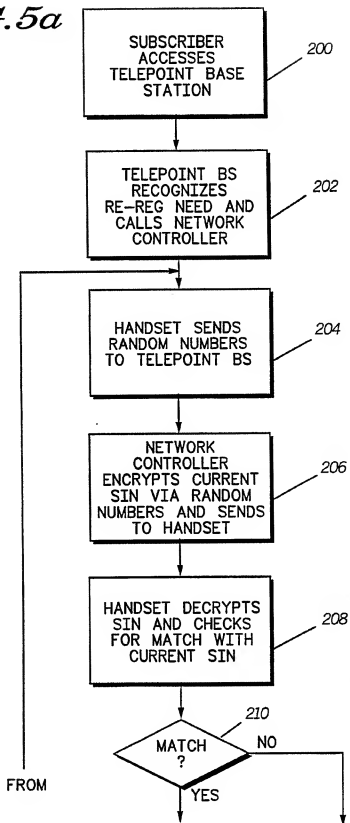 .5a
SUBSCRIBER
ACCESSES
TELEPOINT BASE
STATION
200
TELEPOINT BS
RECOGNIZES
RE-REG NEED AND
CALLS NETWORK
CONTROLLER
202
HANDSET SENDS
RANDOM NUMBERS
TO TELEPOINT BS
204
NETWORK
CONTROLLER
ENCRYPTS CURRENT
SIN VIA RANDOM
NUMBERS AND SENDS
TO HANDSET
206
HANDSET DECRYPTS
SIN AND CHECKS
FOR MATCH WITH
CURRENT SIN
208
210
MATCH
?
NO
YES
FROM